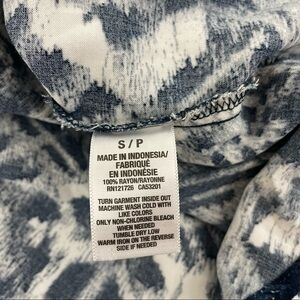 S / P
MADE IN INDONESIA/
FABRIQUÉ
EN INDONÉSIE
100% RAYON/RAYONNE
RN121726 CA53201
TURN GARMENT INSIDE OUT
MACHINE WASH COLD WITH
LIKE COLORS
ONLY NON-CHLORINE BLEACH
WHEN NEEDED
TUMBLE DRY LOW
WARM IRON ON THE REVERSE
SIDE IF NEEDED